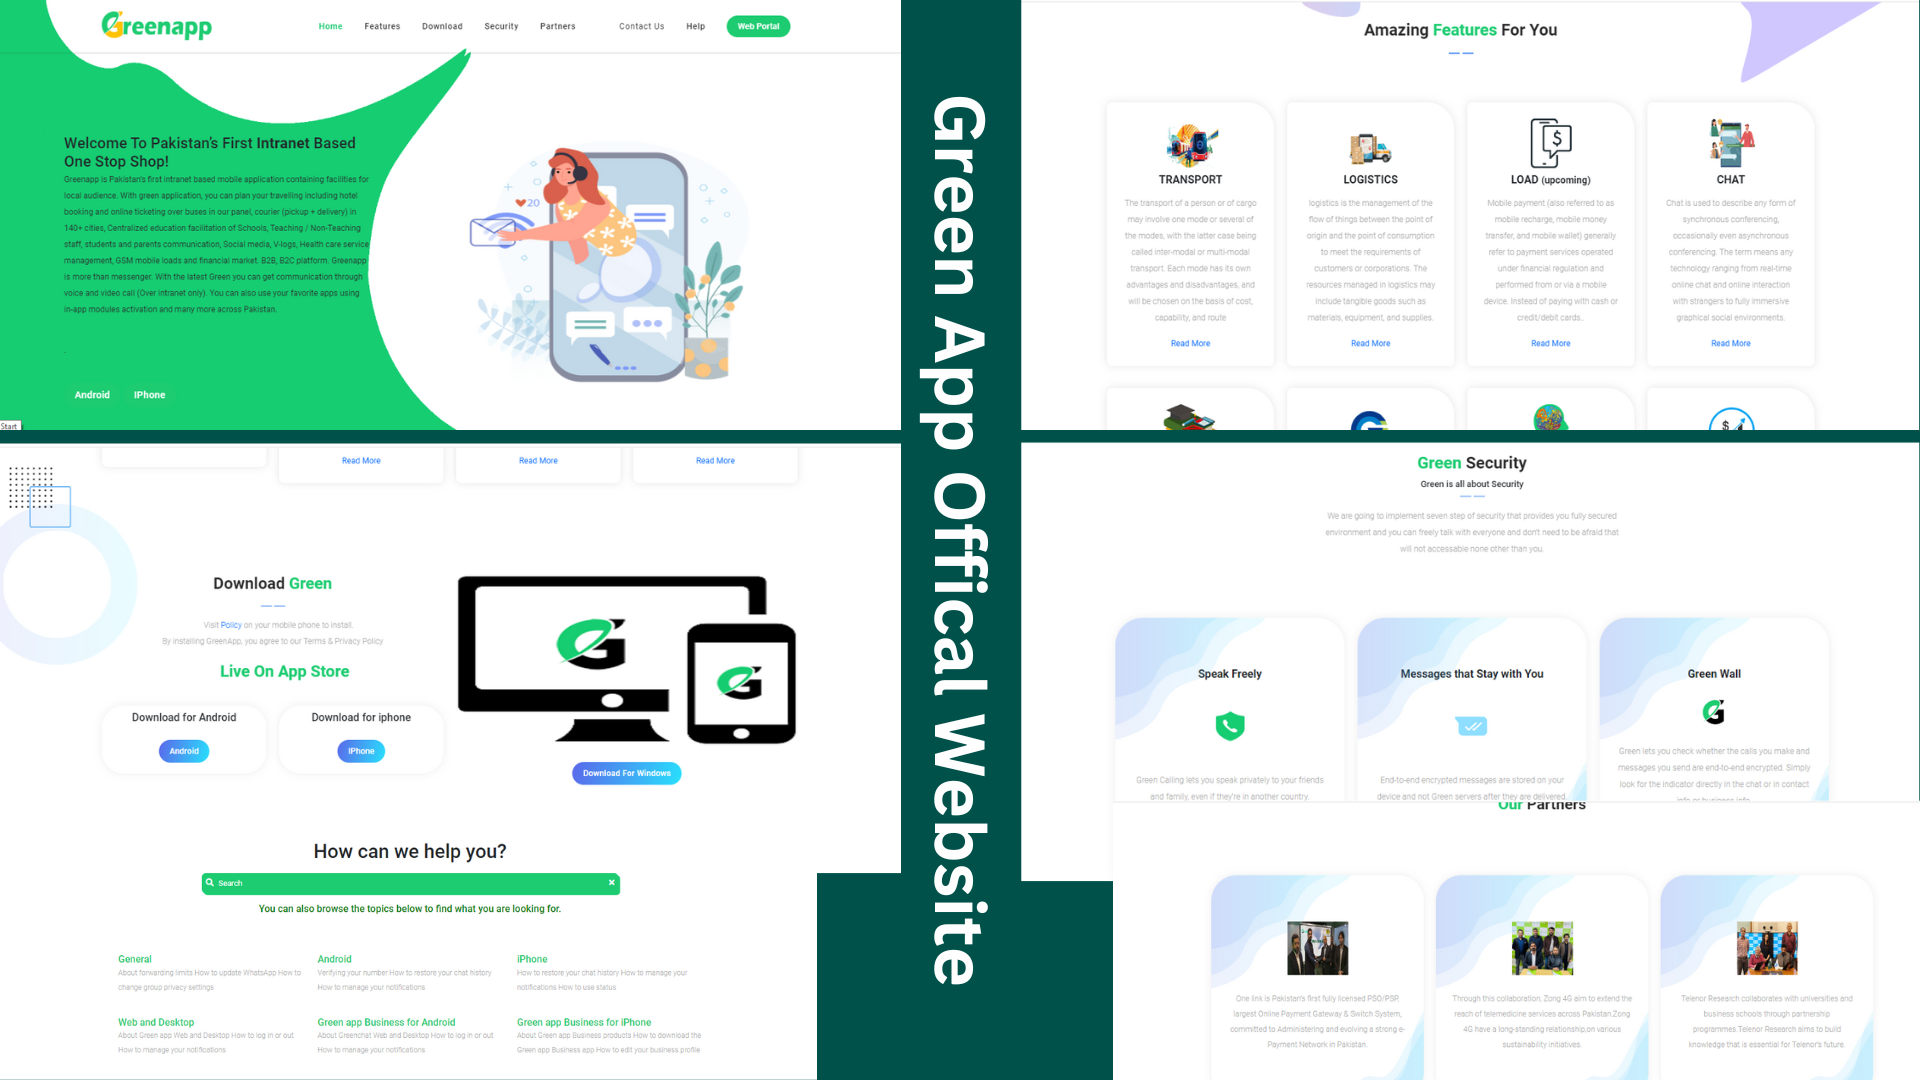 Greenapp
Home Features Download Security Partners Contact Us Help Web Portal
Welcome To Pakistan's First Intranet Based
One Stop Shop!
Greenapp is Pakistan's first intranet based mobile application containing facilities for
local audience. With green application, you can plan your travelling including hotel
booking and online ticketing over buses in our panel, courier (pickup + delivery) in
140+ cities, Centralized education facilitation of Schools, Teaching / Non-Teaching
staff, students and parents communication, Social media, V-logs, Health care service
management, GSM mobile loads and financial market. B2B, B2C platform. Greenapp
is more than messenger. With the latest Green you can get communication through
voice and video call (Over intranet only). You can also use your favorite apps using
in-app modules activation and many more across Pakistan.
.
Android IPhone
Start
20
Green App Offical Website
Amazing Features For You
TRANSPORT
The transport of a person or of cargo
may involve one mode or several of
the modes, with the latter case being
called inter-modal or multi-modal
transport. Each mode has its own
advantages and disadvantages, and
will be chosen on the basis of cost,
capability, and route
Read More
LOGISTICS
logistics is the management of the
flow of things between the point of
origin and the point of consumption
to meet the requirements of
customers or corporations. The
resources managed in logistics may
include tangible goods such as
materials, equipment, and supplies.
Read More
$
LOAD (upcoming)
Mobile payment (also referred to as
mobile recharge, mobile money
transfer, and mobile wallet) generally
refer to payment services operated
under financial regulation and
performed from or via a mobile
device. Instead of paying with cash or
credit/debit cards..
Read More
CHAT
Chat is used to describe any form of
synchronous conferencing,
occasionally even asynchronous
conferencing. The term means any
technology ranging from real-time
online chat and online interaction
with strangers to fully immersive
graphical social environments.
Read More
$
Read More
Read More
Read More
Download Green
Visit Policy on your mobile phone to install.
By installing GreenApp, you agree to our Terms & Privacy Policy
Live On App Store
Download for Android
Android
Download for iphone
IPhone
G
G
Download For Windows
How can we help you?
Search ×
You can also browse the topics below to find what you are looking for.
General
About forwarding limits How to update WhatsApp How to
change group privacy settings
Android
Verifying your number How to restore your chat history
How to manage your notifications
iPhone
How to restore your chat history How to manage your
notifications How to use status
Web and Desktop
About Green app Web and Desktop How to log in or out
How to manage your notifications
Green app Business for Android
About Greenchat Web and Desktop How to log in or out
How to manage your notifications
Green app Business for iPhone
About Green app Business products How to download the
Green app Business app How to edit your business profile
Green Security
Green is all about Security
We are going to implement seven step of security that provides you fully secured
environment and you can freely talk with everyone and don't need to be afraid that
will not accessable none other than you.
Speak Freely
Green Calling lets you speak privately to your friends
and family, even if they're in another country.
Messages that Stay with You
End-to-end encrypted messages are stored on your
device and not Green servers after they are delivered.
Green Wall
G
Green lets you check whether the calls you make and
messages you send are end-to-end encrypted. Simply
look for the indicator directly in the chat or in contact
info or business info.
Our Partners
One link is Pakistan's first fully licensed PSO/PSP,
largest Online Payment Gateway & Switch System,
committed to Administering and evolving a strong e-
Payment Network in Pakistan.
Through this collaboration, Zong 4G aim to extend the
reach of telemedicine services across Pakistan.Zong
4G have a long-standing relationship,on various
sustainability initiatives.
Telenor Research collaborates with universities and
business schools through partnership
programmes.Telenor Research aims to build
knowledge that is essential for Telenor's future.